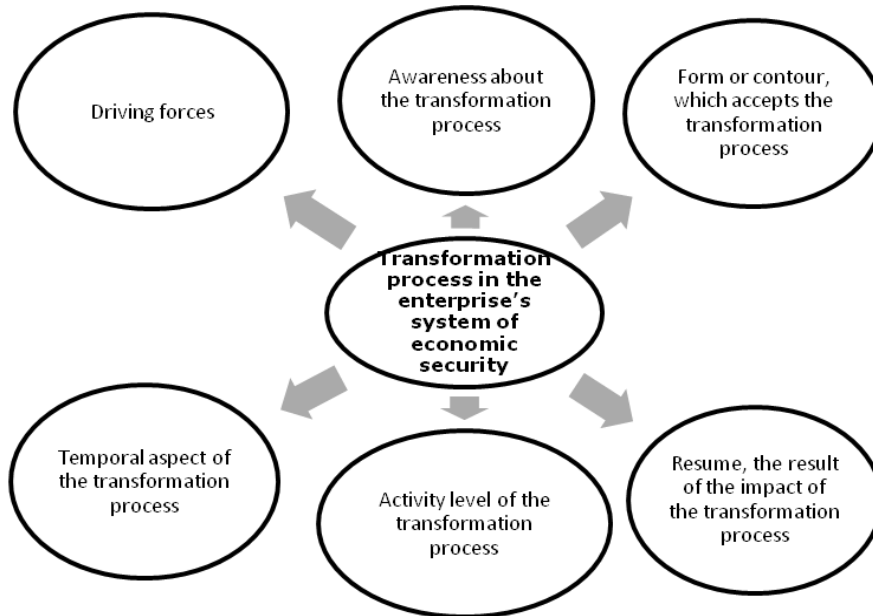 Driving forces
Awareness about
the transformation
process
Form or contour,
which accepts the
transformation
process
Transformation
process in the
enterprise's
system of
economic
security
Temporal aspect of
the transformation
process
Activity level of the
transformation
process
Resume, the result
of the impact of
the transformation
process